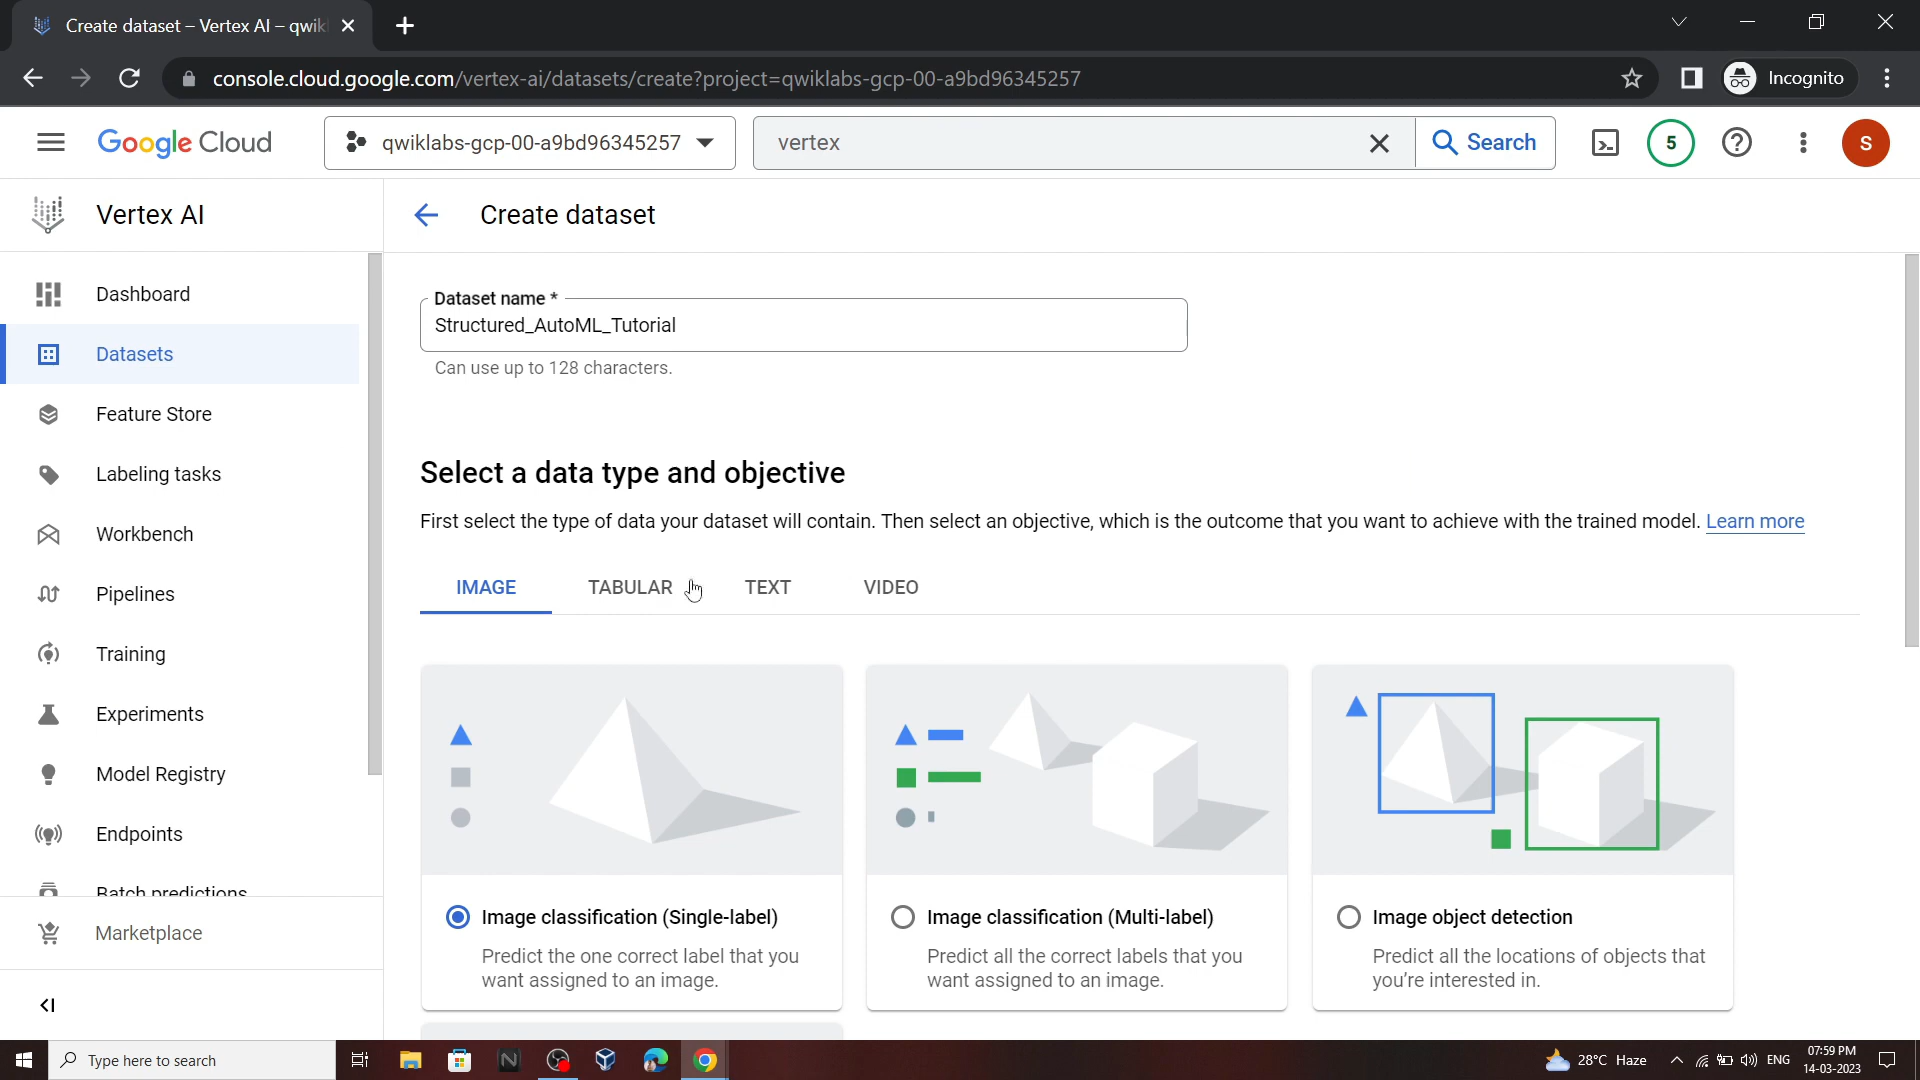 Create dataset – Vertex AI – qwik
console.cloud.google.com/vertex-ai/datasets/create?project=qwiklabs-gcp-00-a9bd96345257
Incognito
Google Cloud
qwiklabs-gcp-00-a9bd96345257
vertex
Search
5
S
Vertex AI
Create dataset
Dashboard
Datasets
Feature Store
Labeling tasks
Workbench
Pipelines
Training
Experiments
Model Registry
Endpoints
Batch predictions
Marketplace
Dataset name *
Structured_AutoML_Tutorial
Can use up to 128 characters.
Select a data type and objective
First select the type of data your dataset will contain. Then select an objective, which is the outcome that you want to achieve with the trained model. Learn more
IMAGE TABULAR TEXT VIDEO
Image classification (Single-label)
Predict the one correct label that you
want assigned to an image.
Image classification (Multi-label)
Predict all the correct labels that you
want assigned to an image.
Image object detection
Predict all the locations of objects that
you’re interested in.
Type here to search
N
28°C Haze
ENG
07:59 PM
14-03-2023